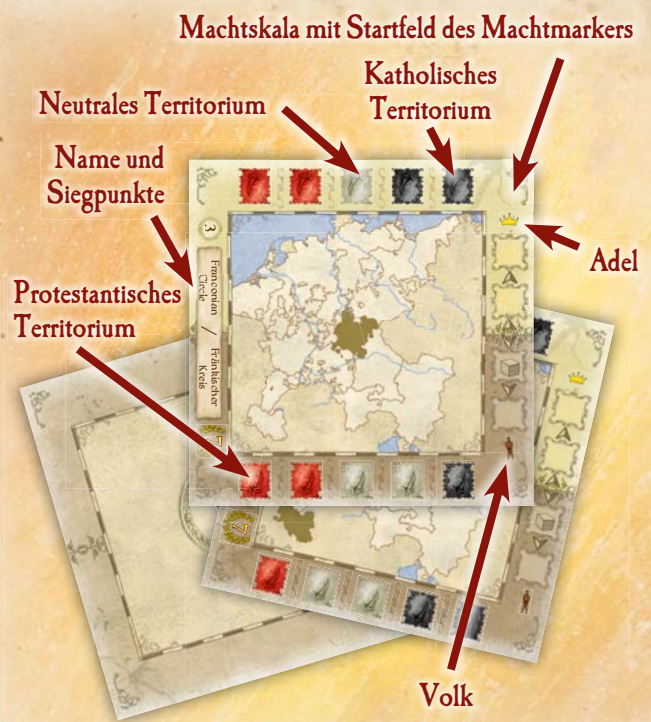 Machtskala mit Startfeld des Machtmarkers
Katholisches
Territorium
Neutrales Territorium
Name und
Siegpunkte
Adel
Protestantisches
Territorium
3
Franconian
Circle
/
Fränkischer
Kreis
7
7
Volk